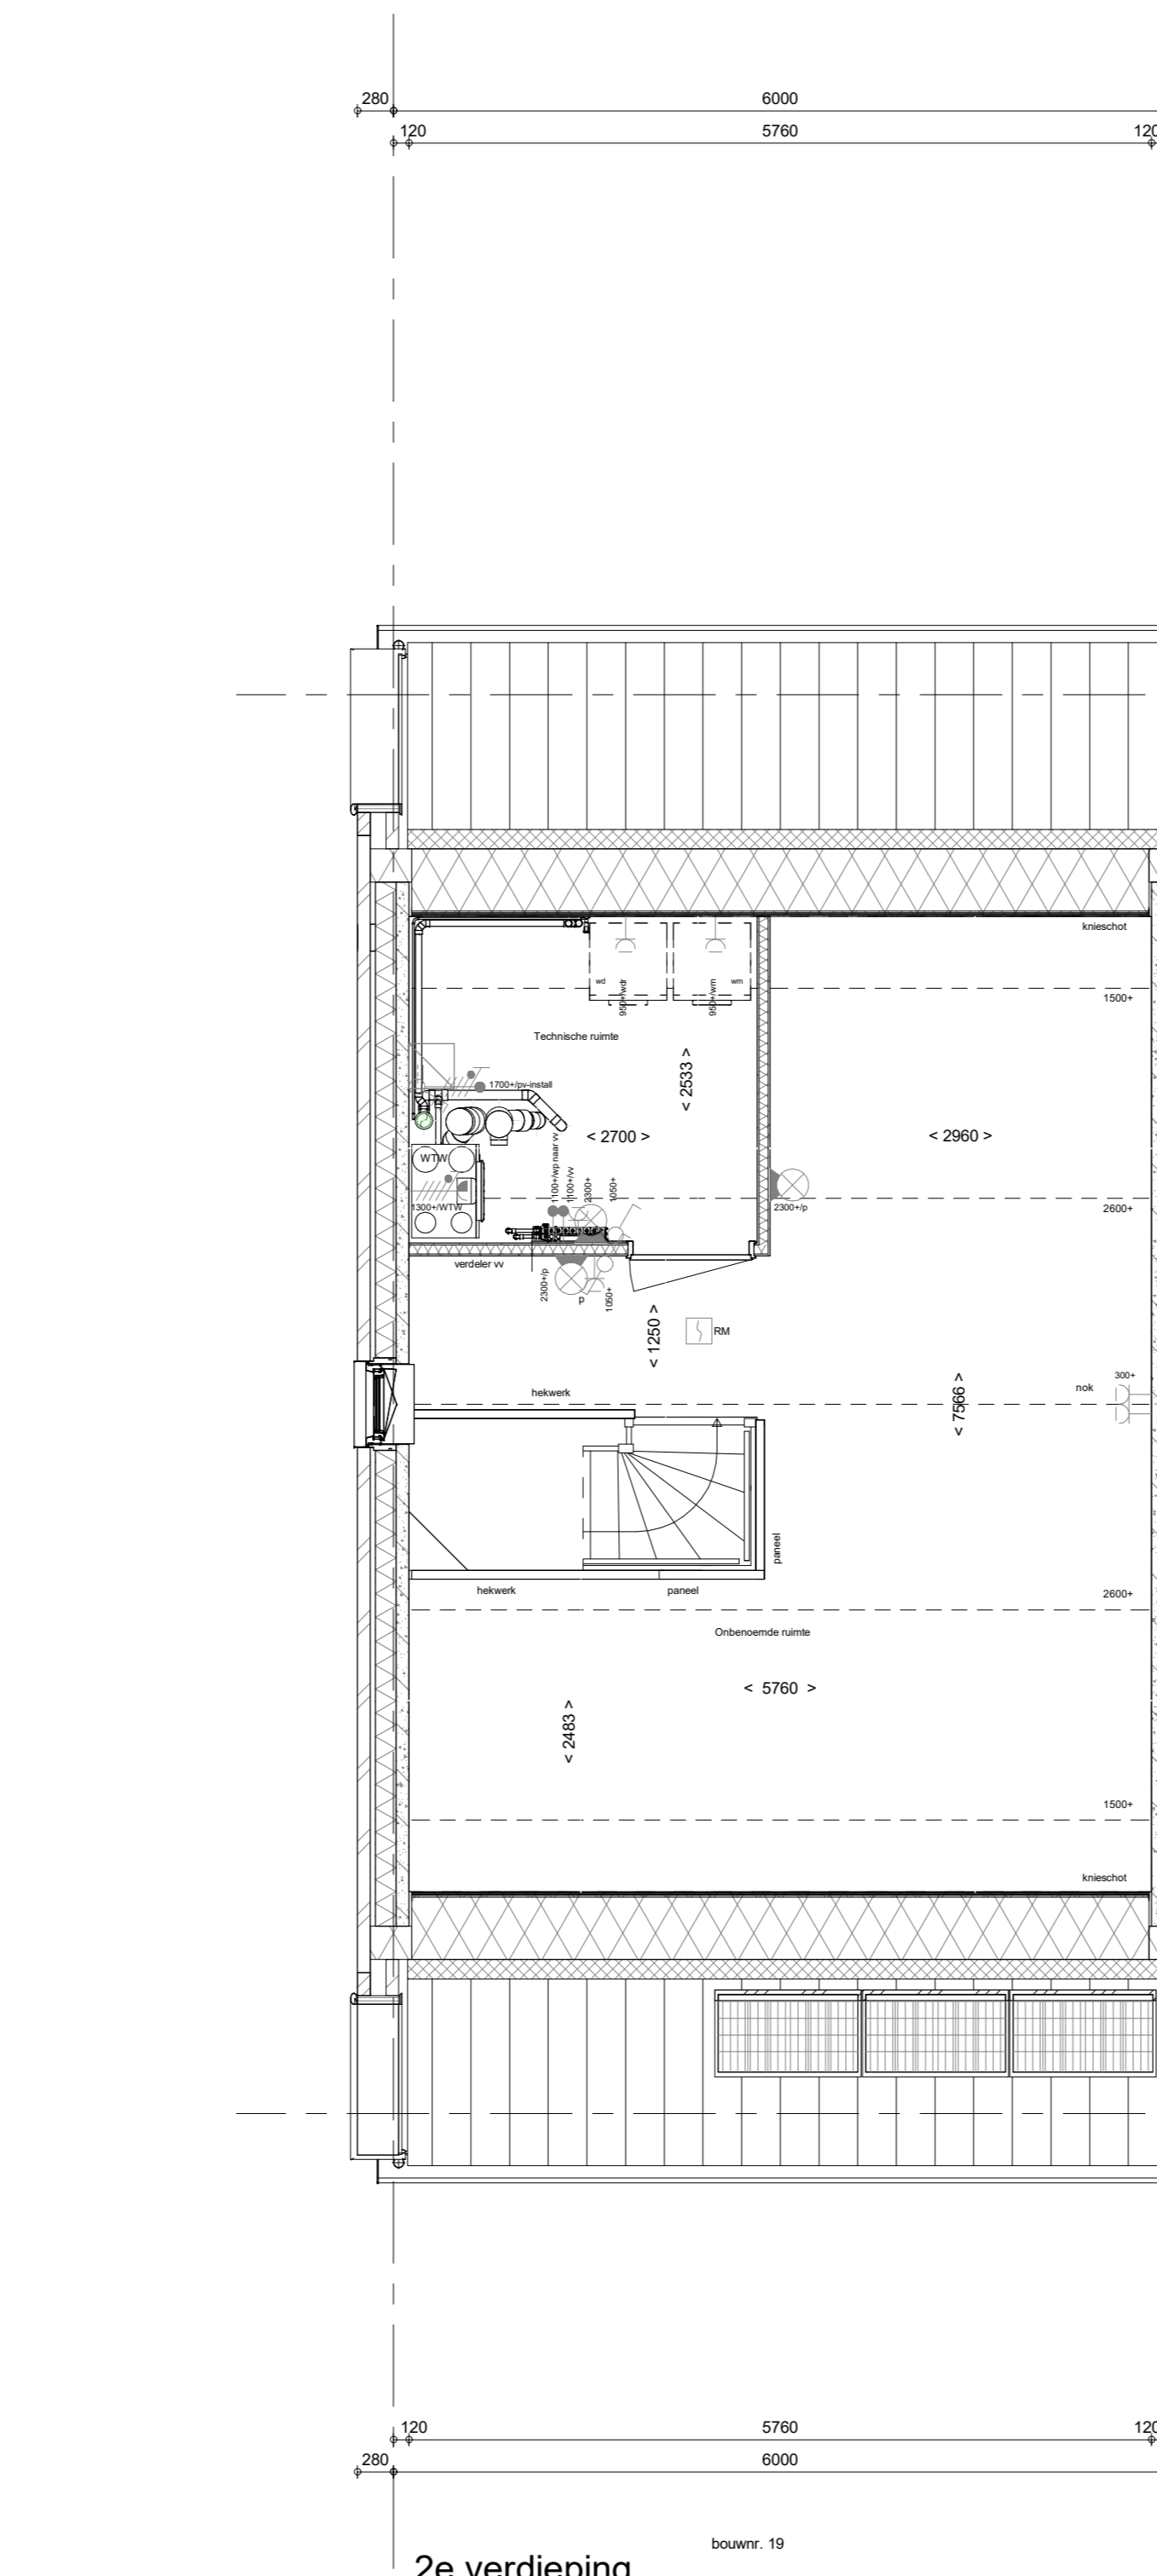 280 6000
120 5760 120
knieschot
wd 950+/wdr 950+/wm wm
1500+
Technische ruimte
1700+/pv-install
< 2533 >
< 2700 >
< 2960 >
WTW
1300+/WTW
1100+/wp naar vv
1100+/vv
2300+
1050+
2300+/p
2600+
verdeler vv
2300+/p
p
1050+
< 1250 >
RM
300+
nok
hekwerk
< 7566 >
paneel
hekwerk
paneel
2600+
Onbenoemde ruimte
< 5760 >
< 2483 >
1500+
knieschot
120 5760 120
280 6000
bouwnr. 19
2e verdieping